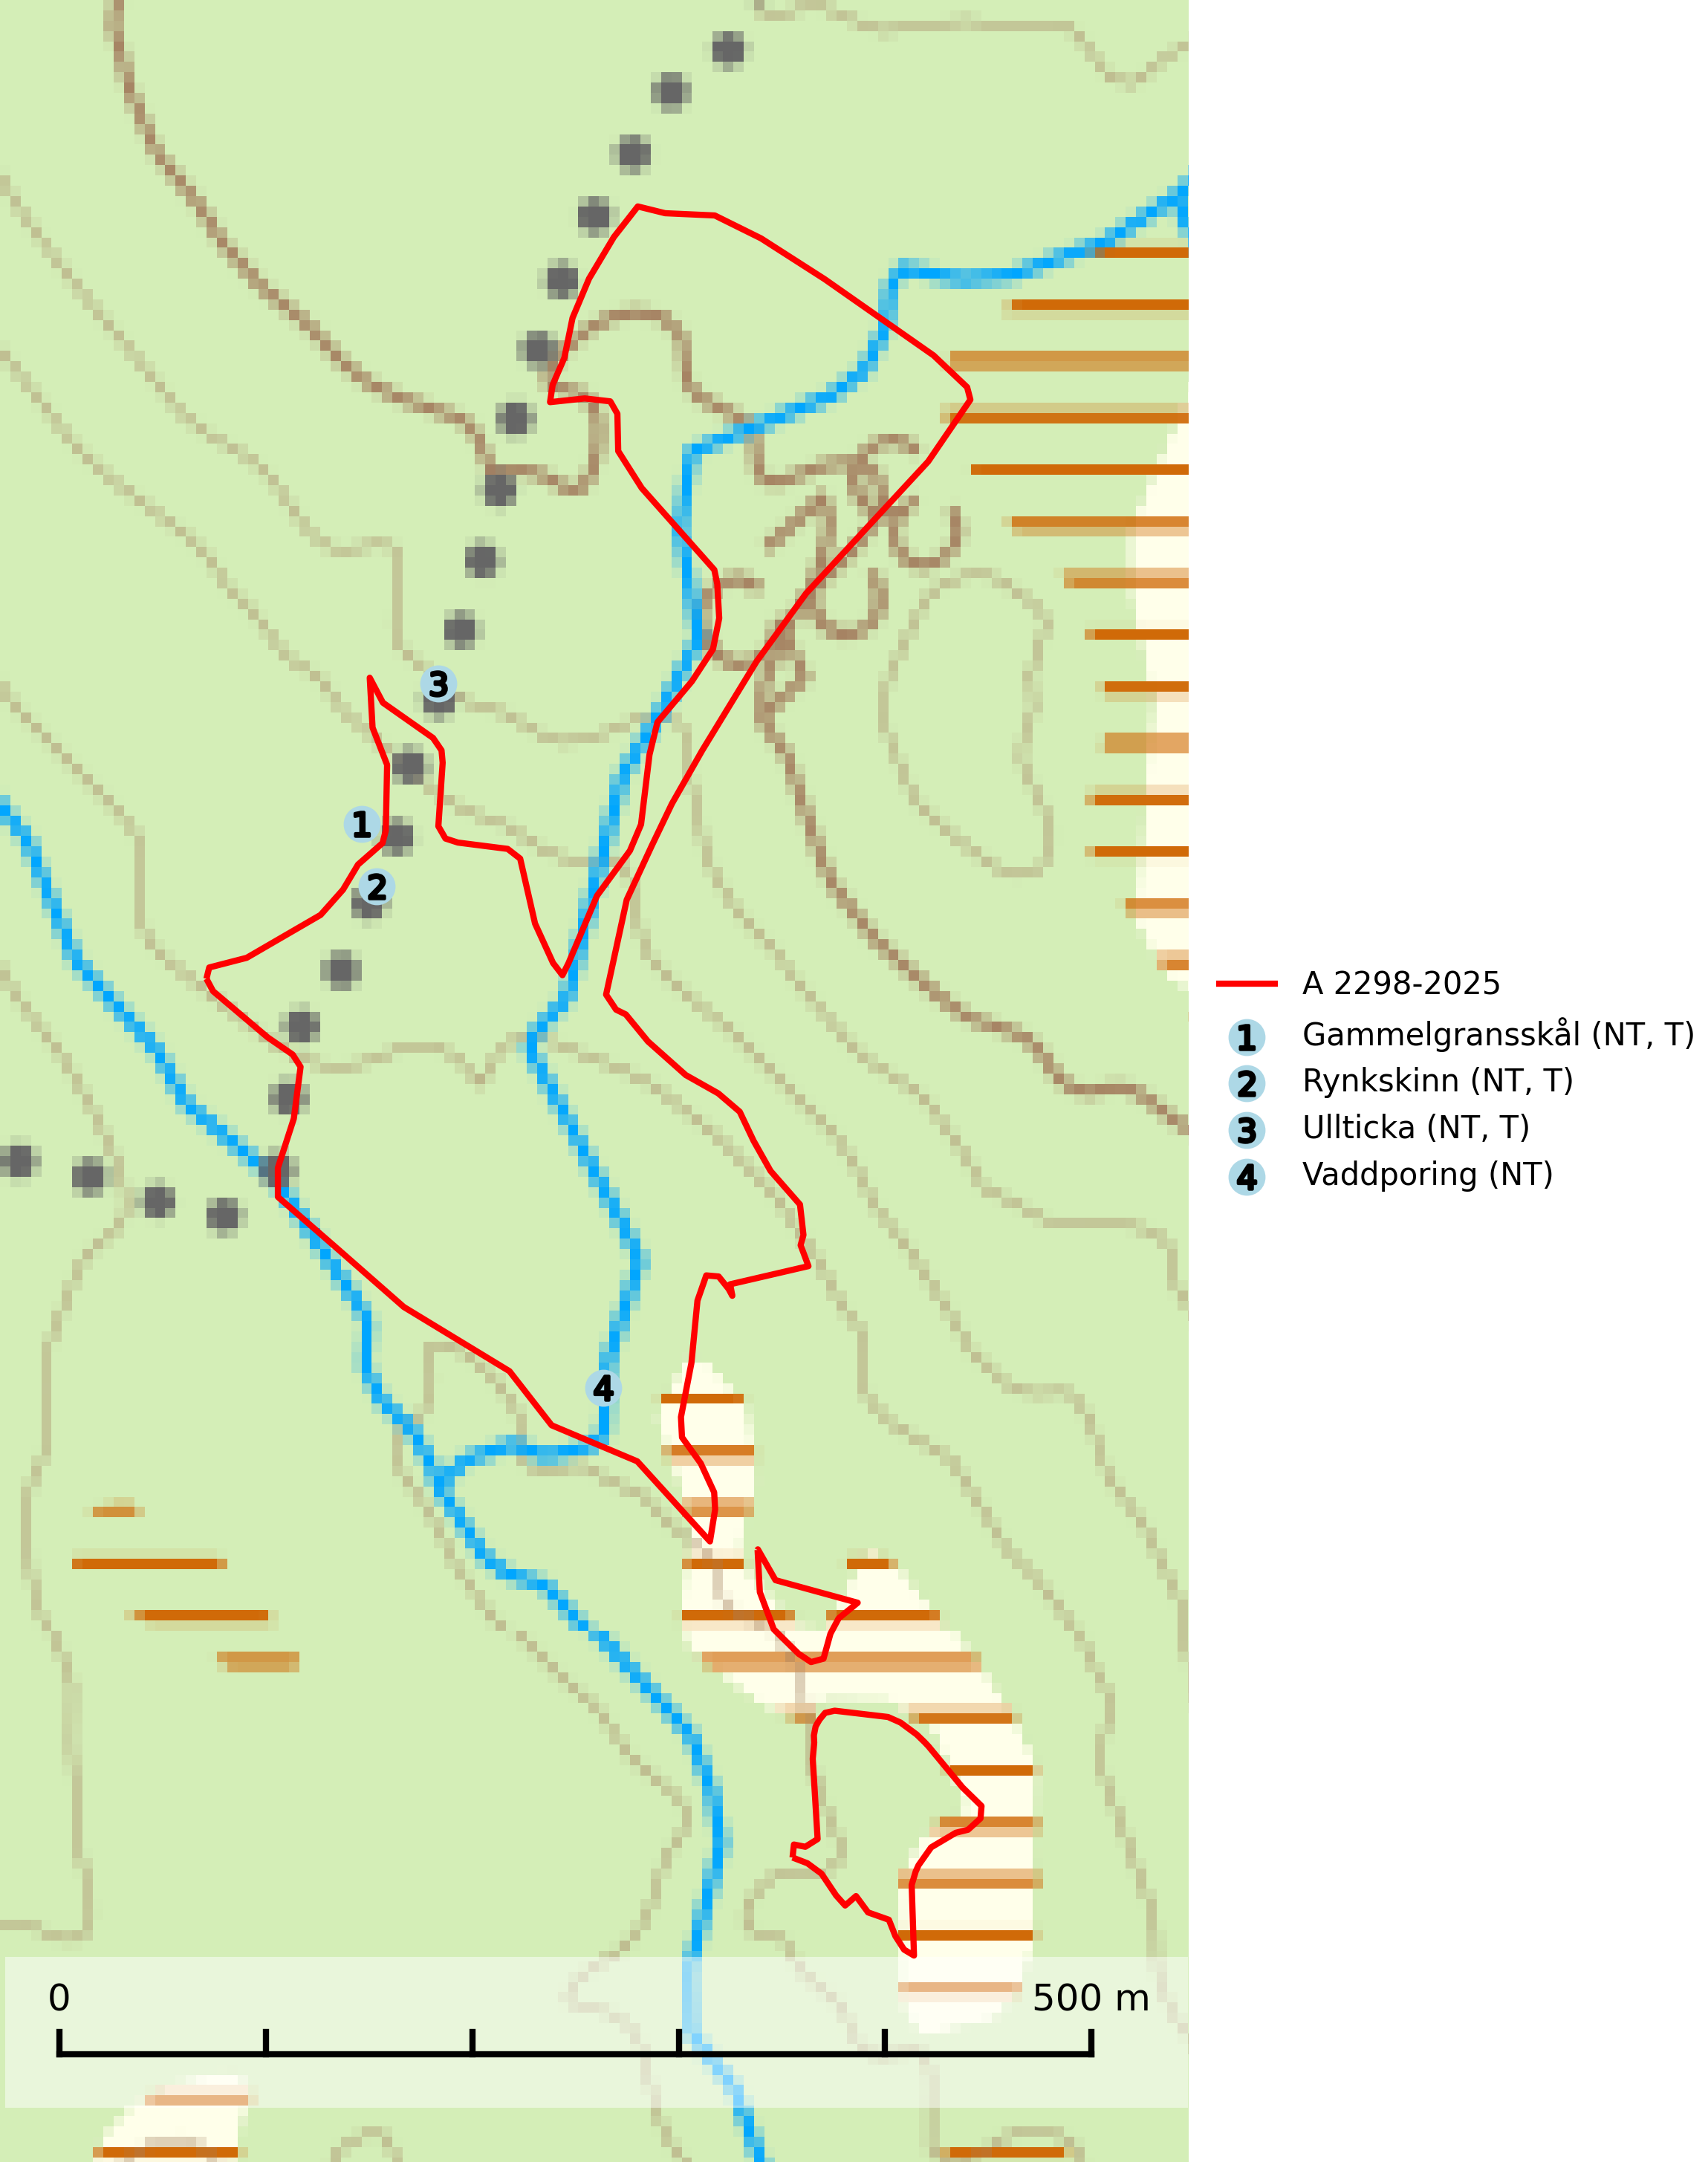 3
1
2
4
A 2298-2025
1 Gammelgransskål (NT, T)
2 Rynkskinn (NT, T)
3 Ullticka (NT, T)
4 Vaddporing (NT)
0 500 m